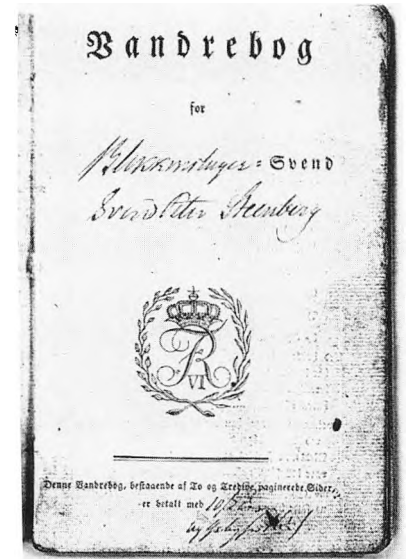 Vandrebog
for
Blikkenslager=Svend
Svend Peter Steenberg
FR
VI
Denne Vandrebog, bestaaende af To og Tredive paginerede Sider,
er betalt med 10